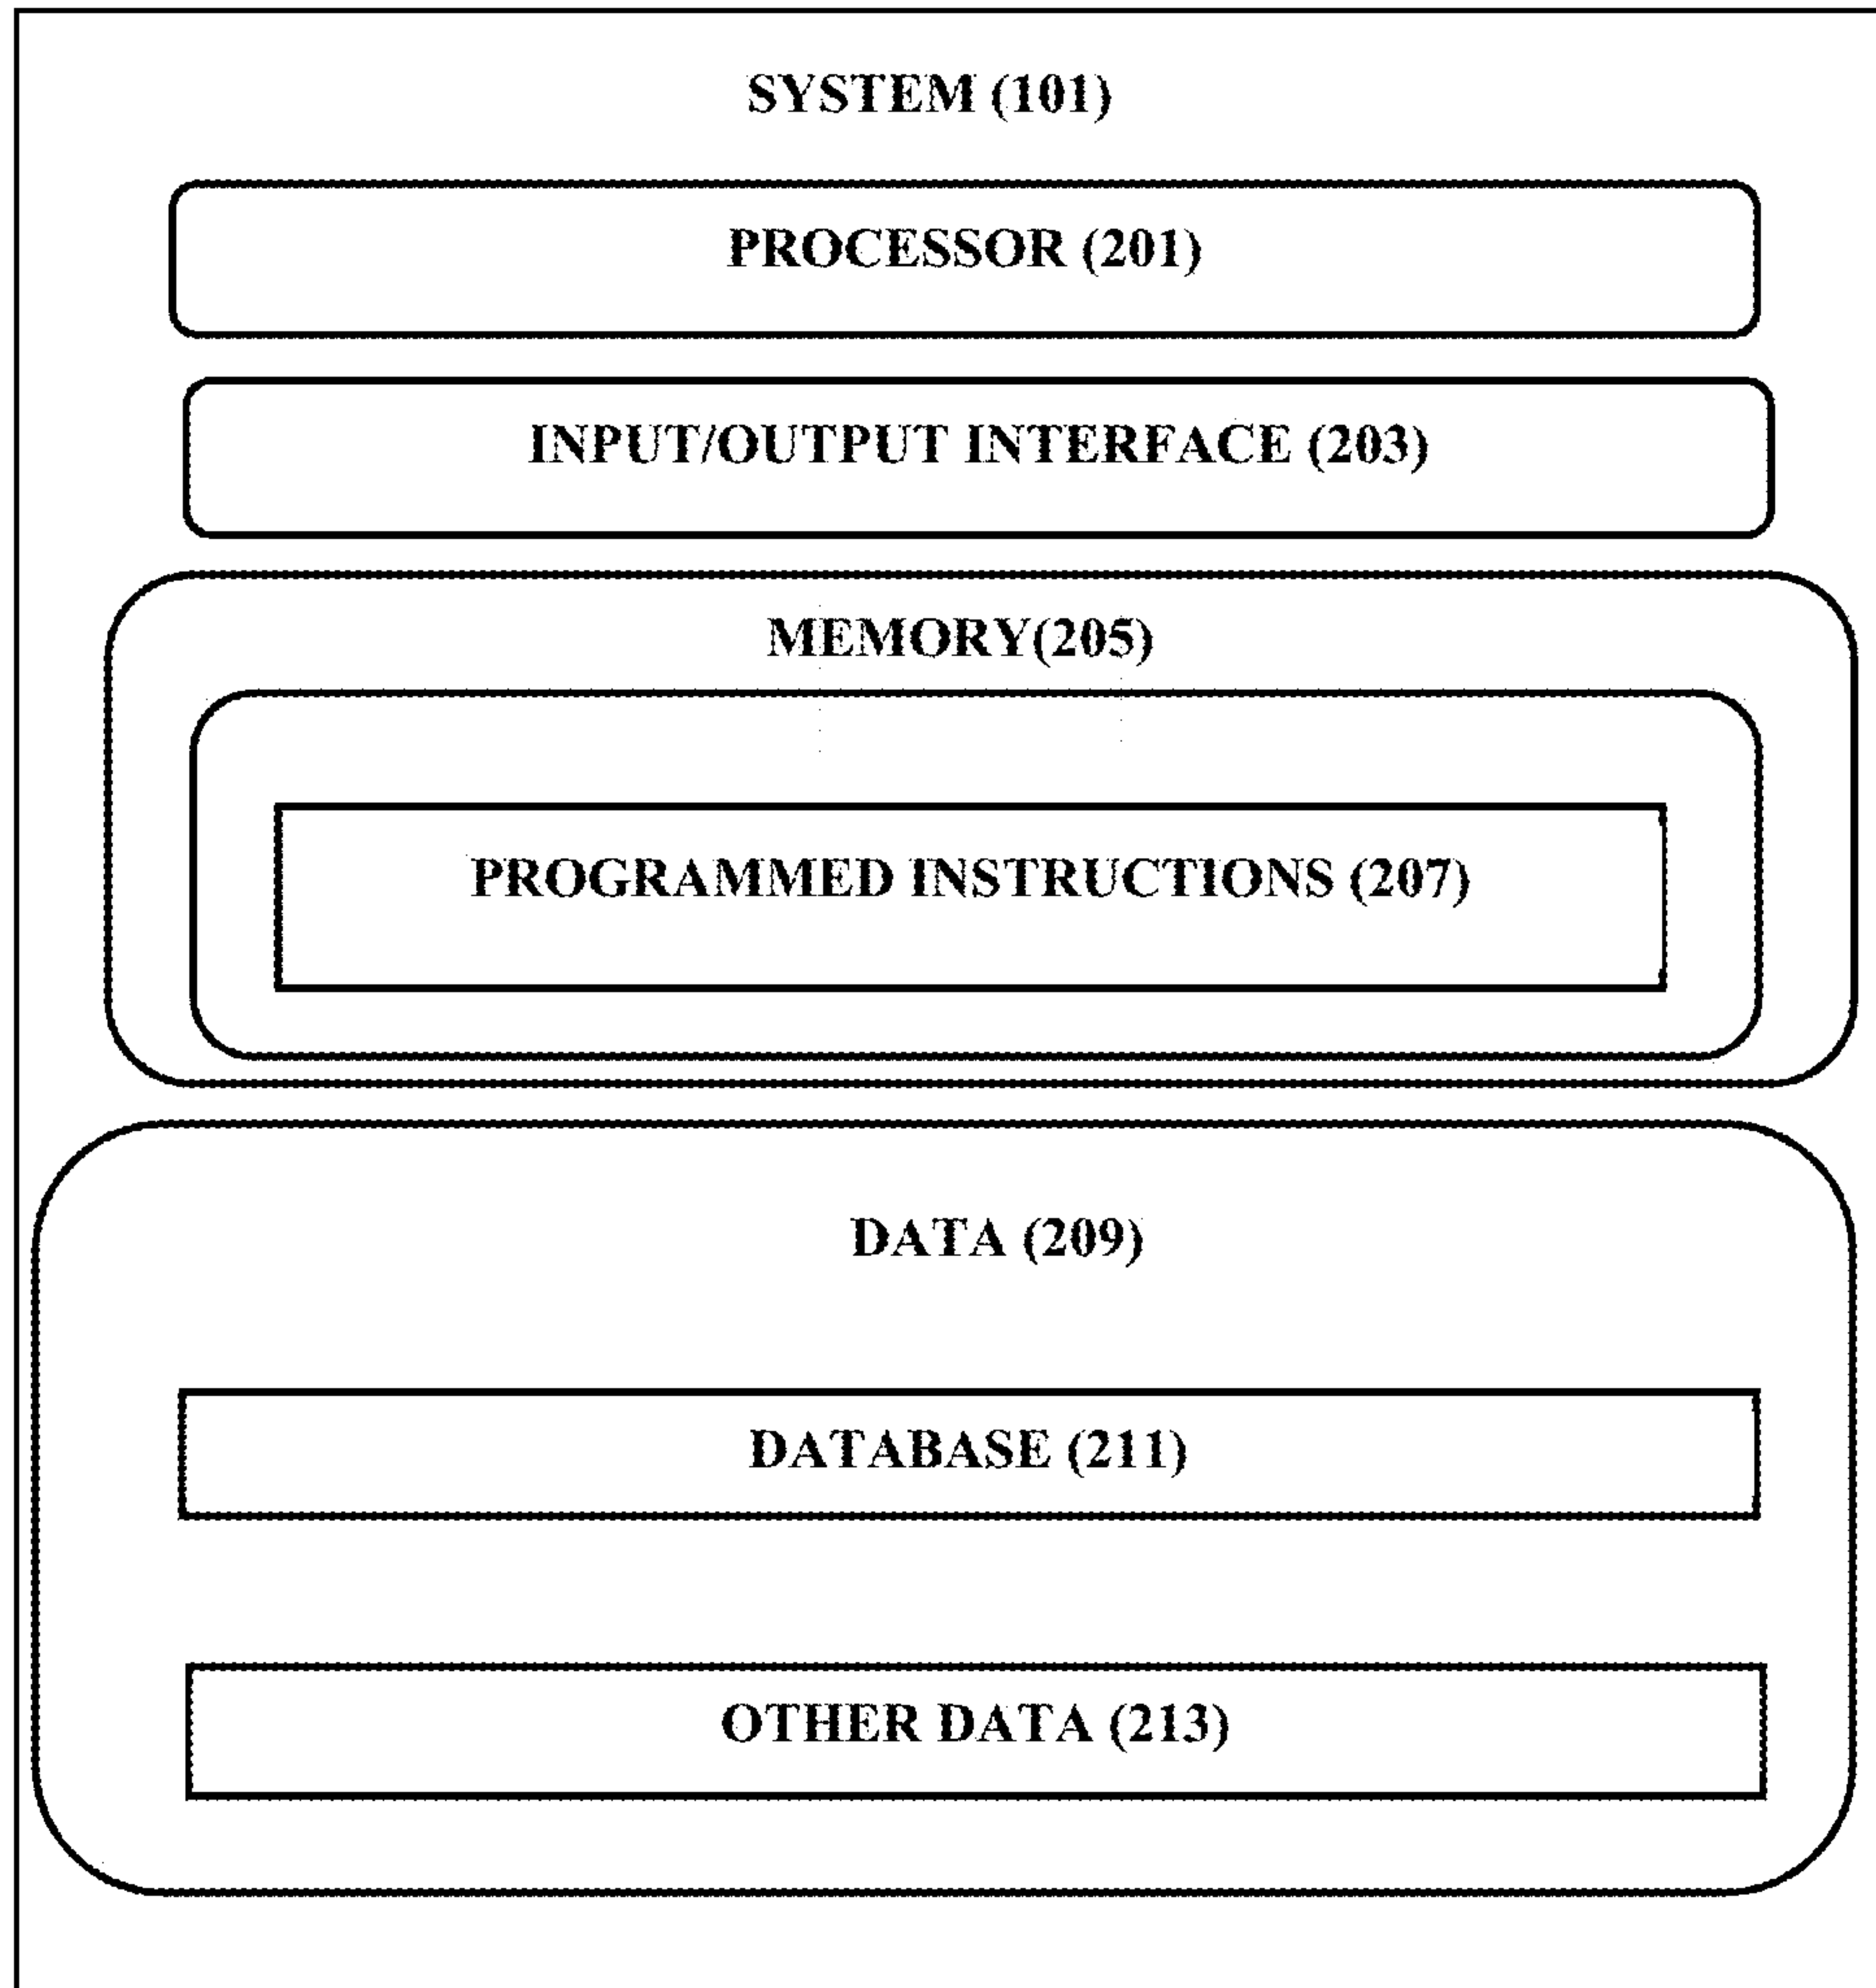 SYSTEM (101)
PROCESSOR (201)
INPUT/OUTPUT INTERFACE (203)
MEMORY(205)
PROGRAMMED INSTRUCTIONS (207)
DATA (209)
DATABASE (211)
OTHER DATA (213)